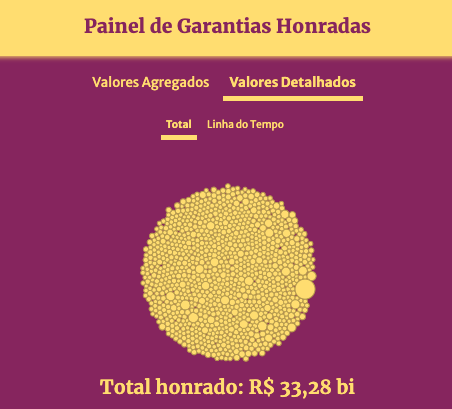 Painel de Garantias Honradas
Valores Agregados Valores Detalhados
Total Linha do Tempo
Total honrado: R$ 33,28 bi